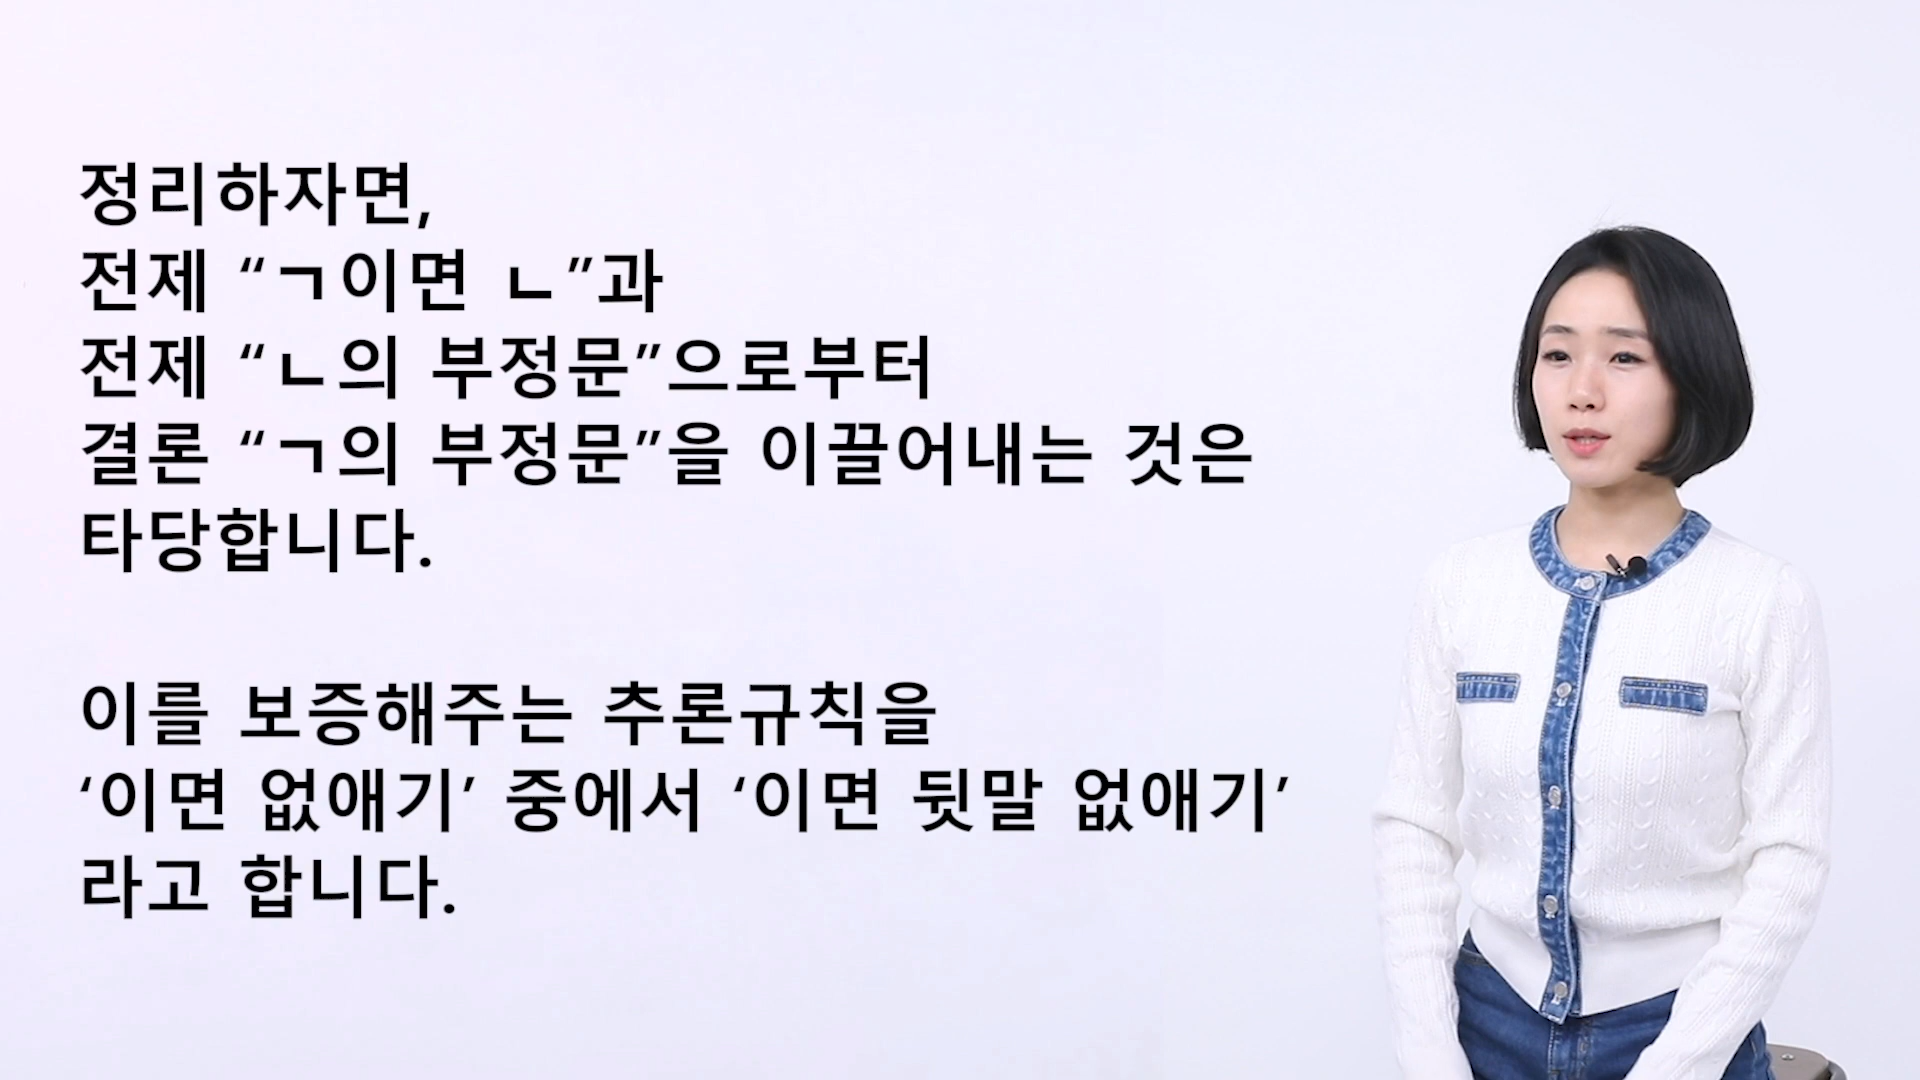 정리하자면,
전제 “ㄱ이면 ㄴ”과
전제 “ㄴ의 부정문”으로부터
결론 “ㄱ의 부정문”을 이끌어내는 것은
타당합니다.
이를 보증해주는 추론규칙을
‘이면 없애기’ 중에서 ‘이면 뒷말 없애기’
라고 합니다.